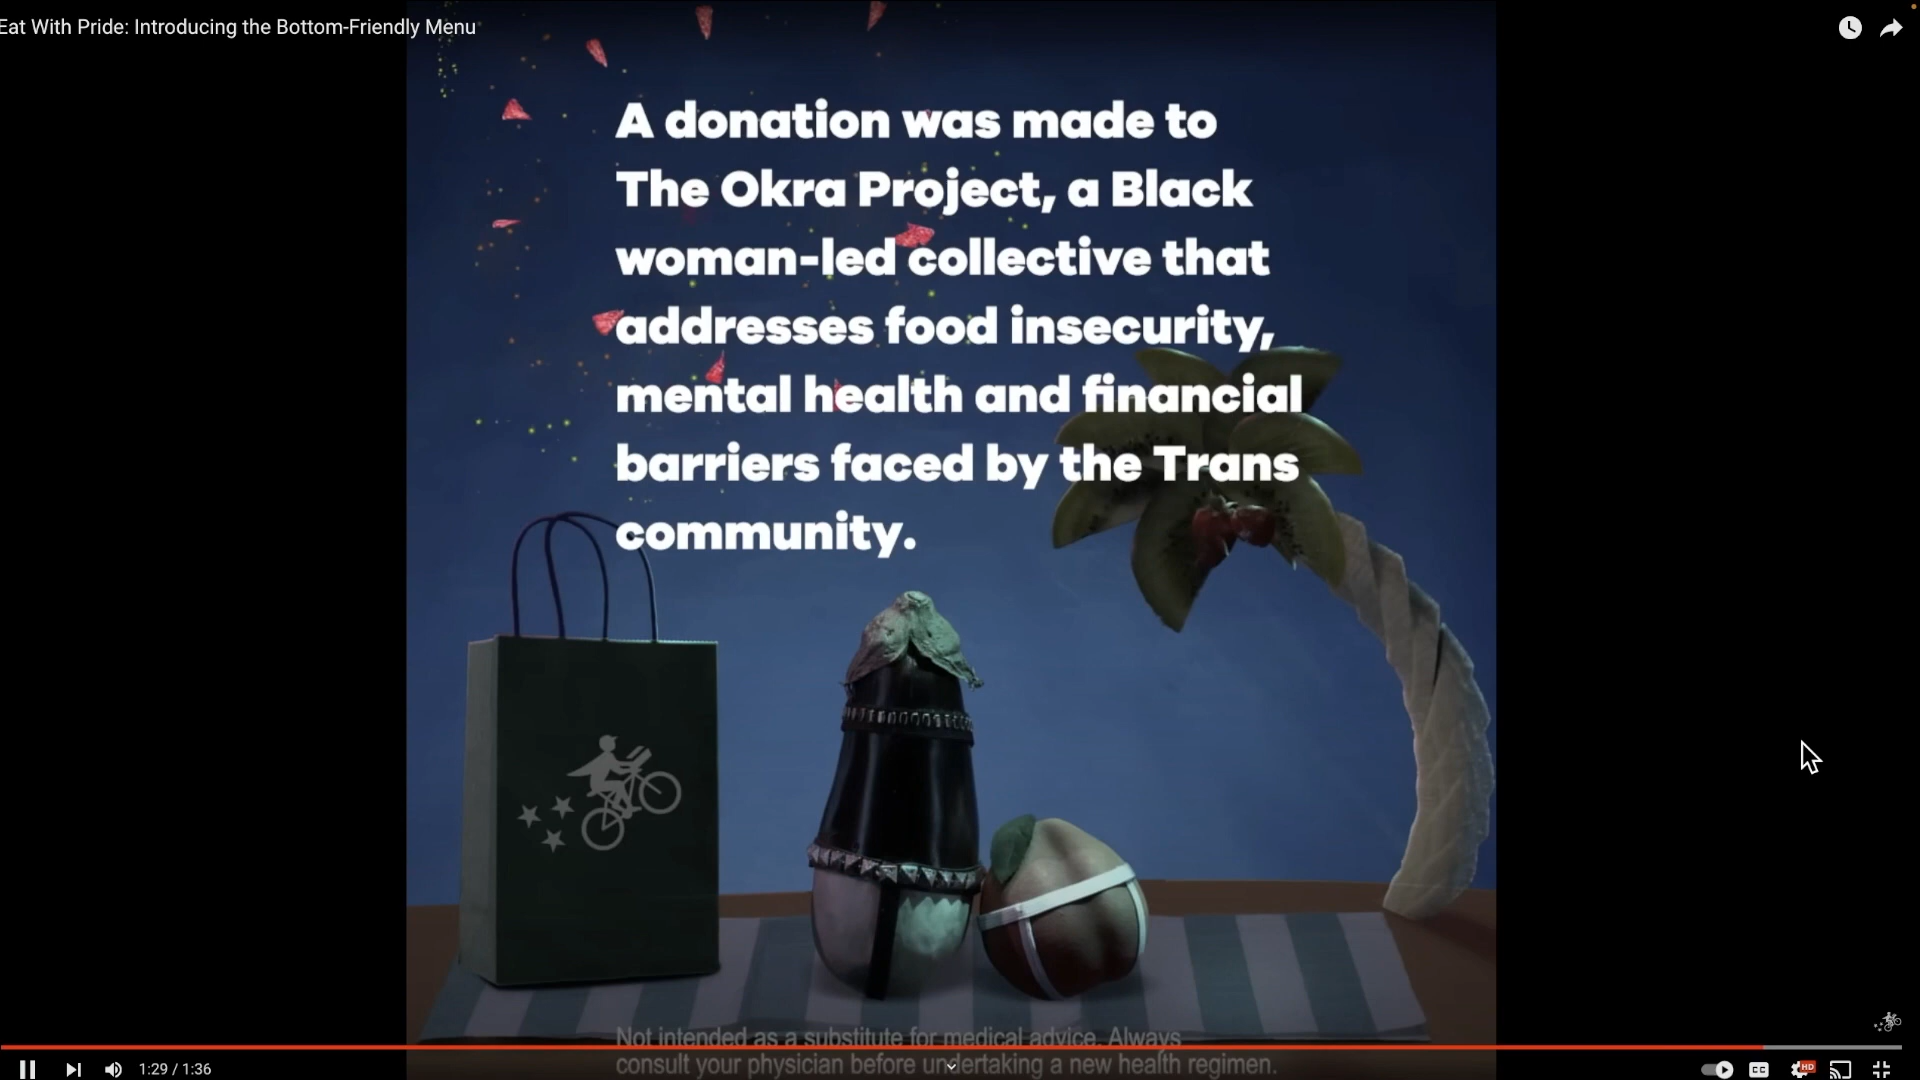 Eat With Pride: Introducing the Bottom-Friendly Menu
A donation was made to
The Okra Project, a Black
woman-led collective that
addresses food insecurity,
mental health and financial
barriers faced by the Trans
community.
Not intended as a substitute for medical advice. Always
consult your physician before undertaking a new health regimen.
1:29 / 1:36
CC
HD